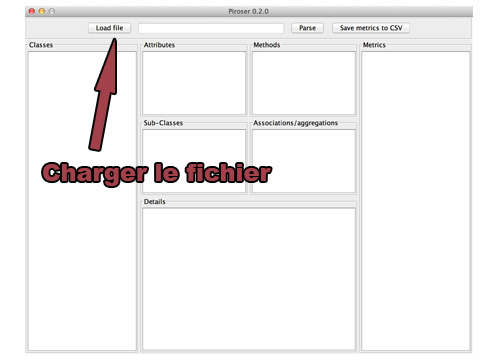 Piroser 0.2.0
Load file Parse Save metrics to CSV
Classes Attributes Methods Metrics
Sub-Classes Associations/aggregations
Charger le fichier
Details